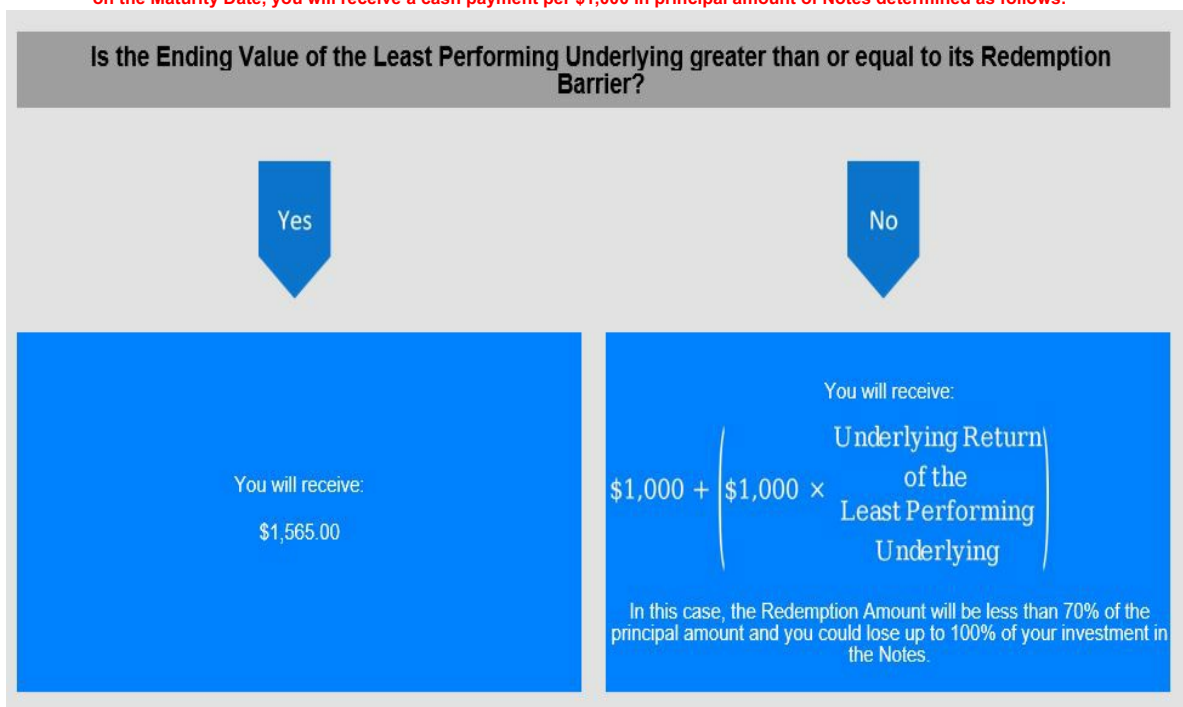 on the Maturity Date, you will receive a cash payment per $1,000 in principal amount of Notes determined as follows:
Is the Ending Value of the Least Performing Underlying greater than or equal to its Redemption
Barrier?
Yes
No
You will receive:
$1,565.00
You will receive:
$1,000 + ($1,000 × Underlying Return
of the
Least Performing
Underlying)
In this case, the Redemption Amount will be less than 70% of the
principal amount and you could lose up to 100% of your investment in
the Notes.